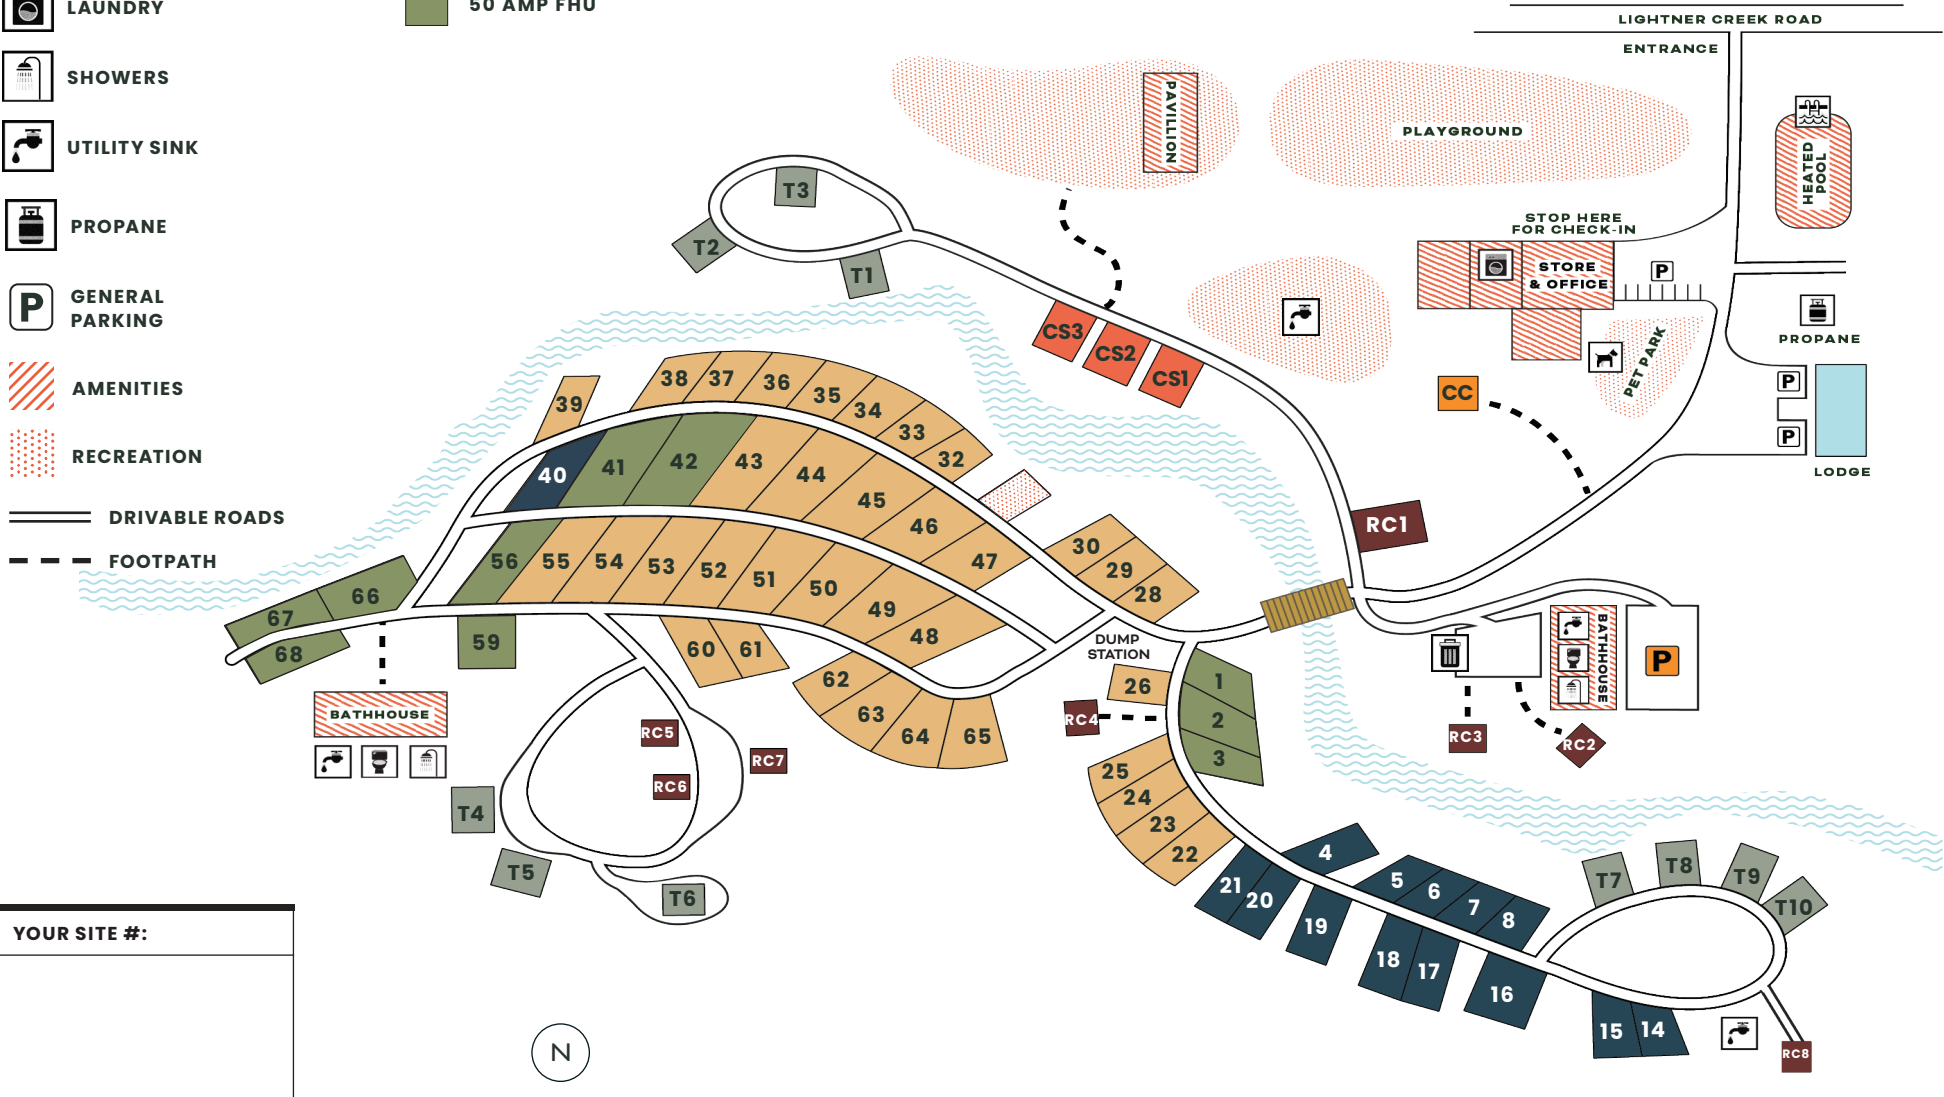 LAUNDRY
50 AMP FHU
SHOWERS
UTILITY SINK
PROPANE
P
GENERAL
PARKING
AMENITIES
RECREATION
DRIVABLE ROADS
FOOTPATH
YOUR SITE #:
N
LIGHTNER CREEK ROAD
ENTRANCE
PAVILLION
PLAYGROUND
HEATED
POOL
STOP HERE
FOR CHECK-IN
STORE
& OFFICE
P
PROPANE
PET PARK
P
P
LODGE
CC
T3
T2
T1
CS3
CS2
CS1
RC1
38
37
36
35
34
33
32
39
40
41
42
43
44
45
46
47
30
29
28
56
55
54
53
52
51
50
49
48
66
67
68
59
60
61
62
63
64
65
DUMP
STATION
26
RC4
1
2
3
25
24
23
22
BATHHOUSE
BATHHOUSE
P
RC3
RC2
RC5
RC6
RC7
T4
T5
T6
21
20
19
18
17
16
15
14
4
5
6
7
8
T7
T8
T9
T10
RC8